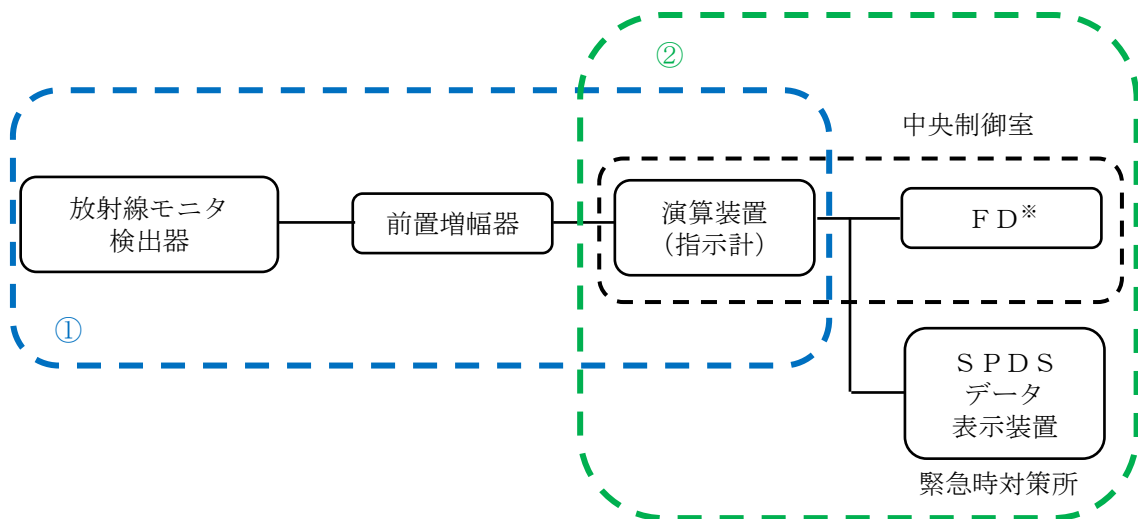 ②
中央制御室
放射線モニタ
検出器
前置増幅器
演算装置
(指示計)
ＦＤ※
①
ＳＰＤＳ
データ
表示装置
緊急時対策所